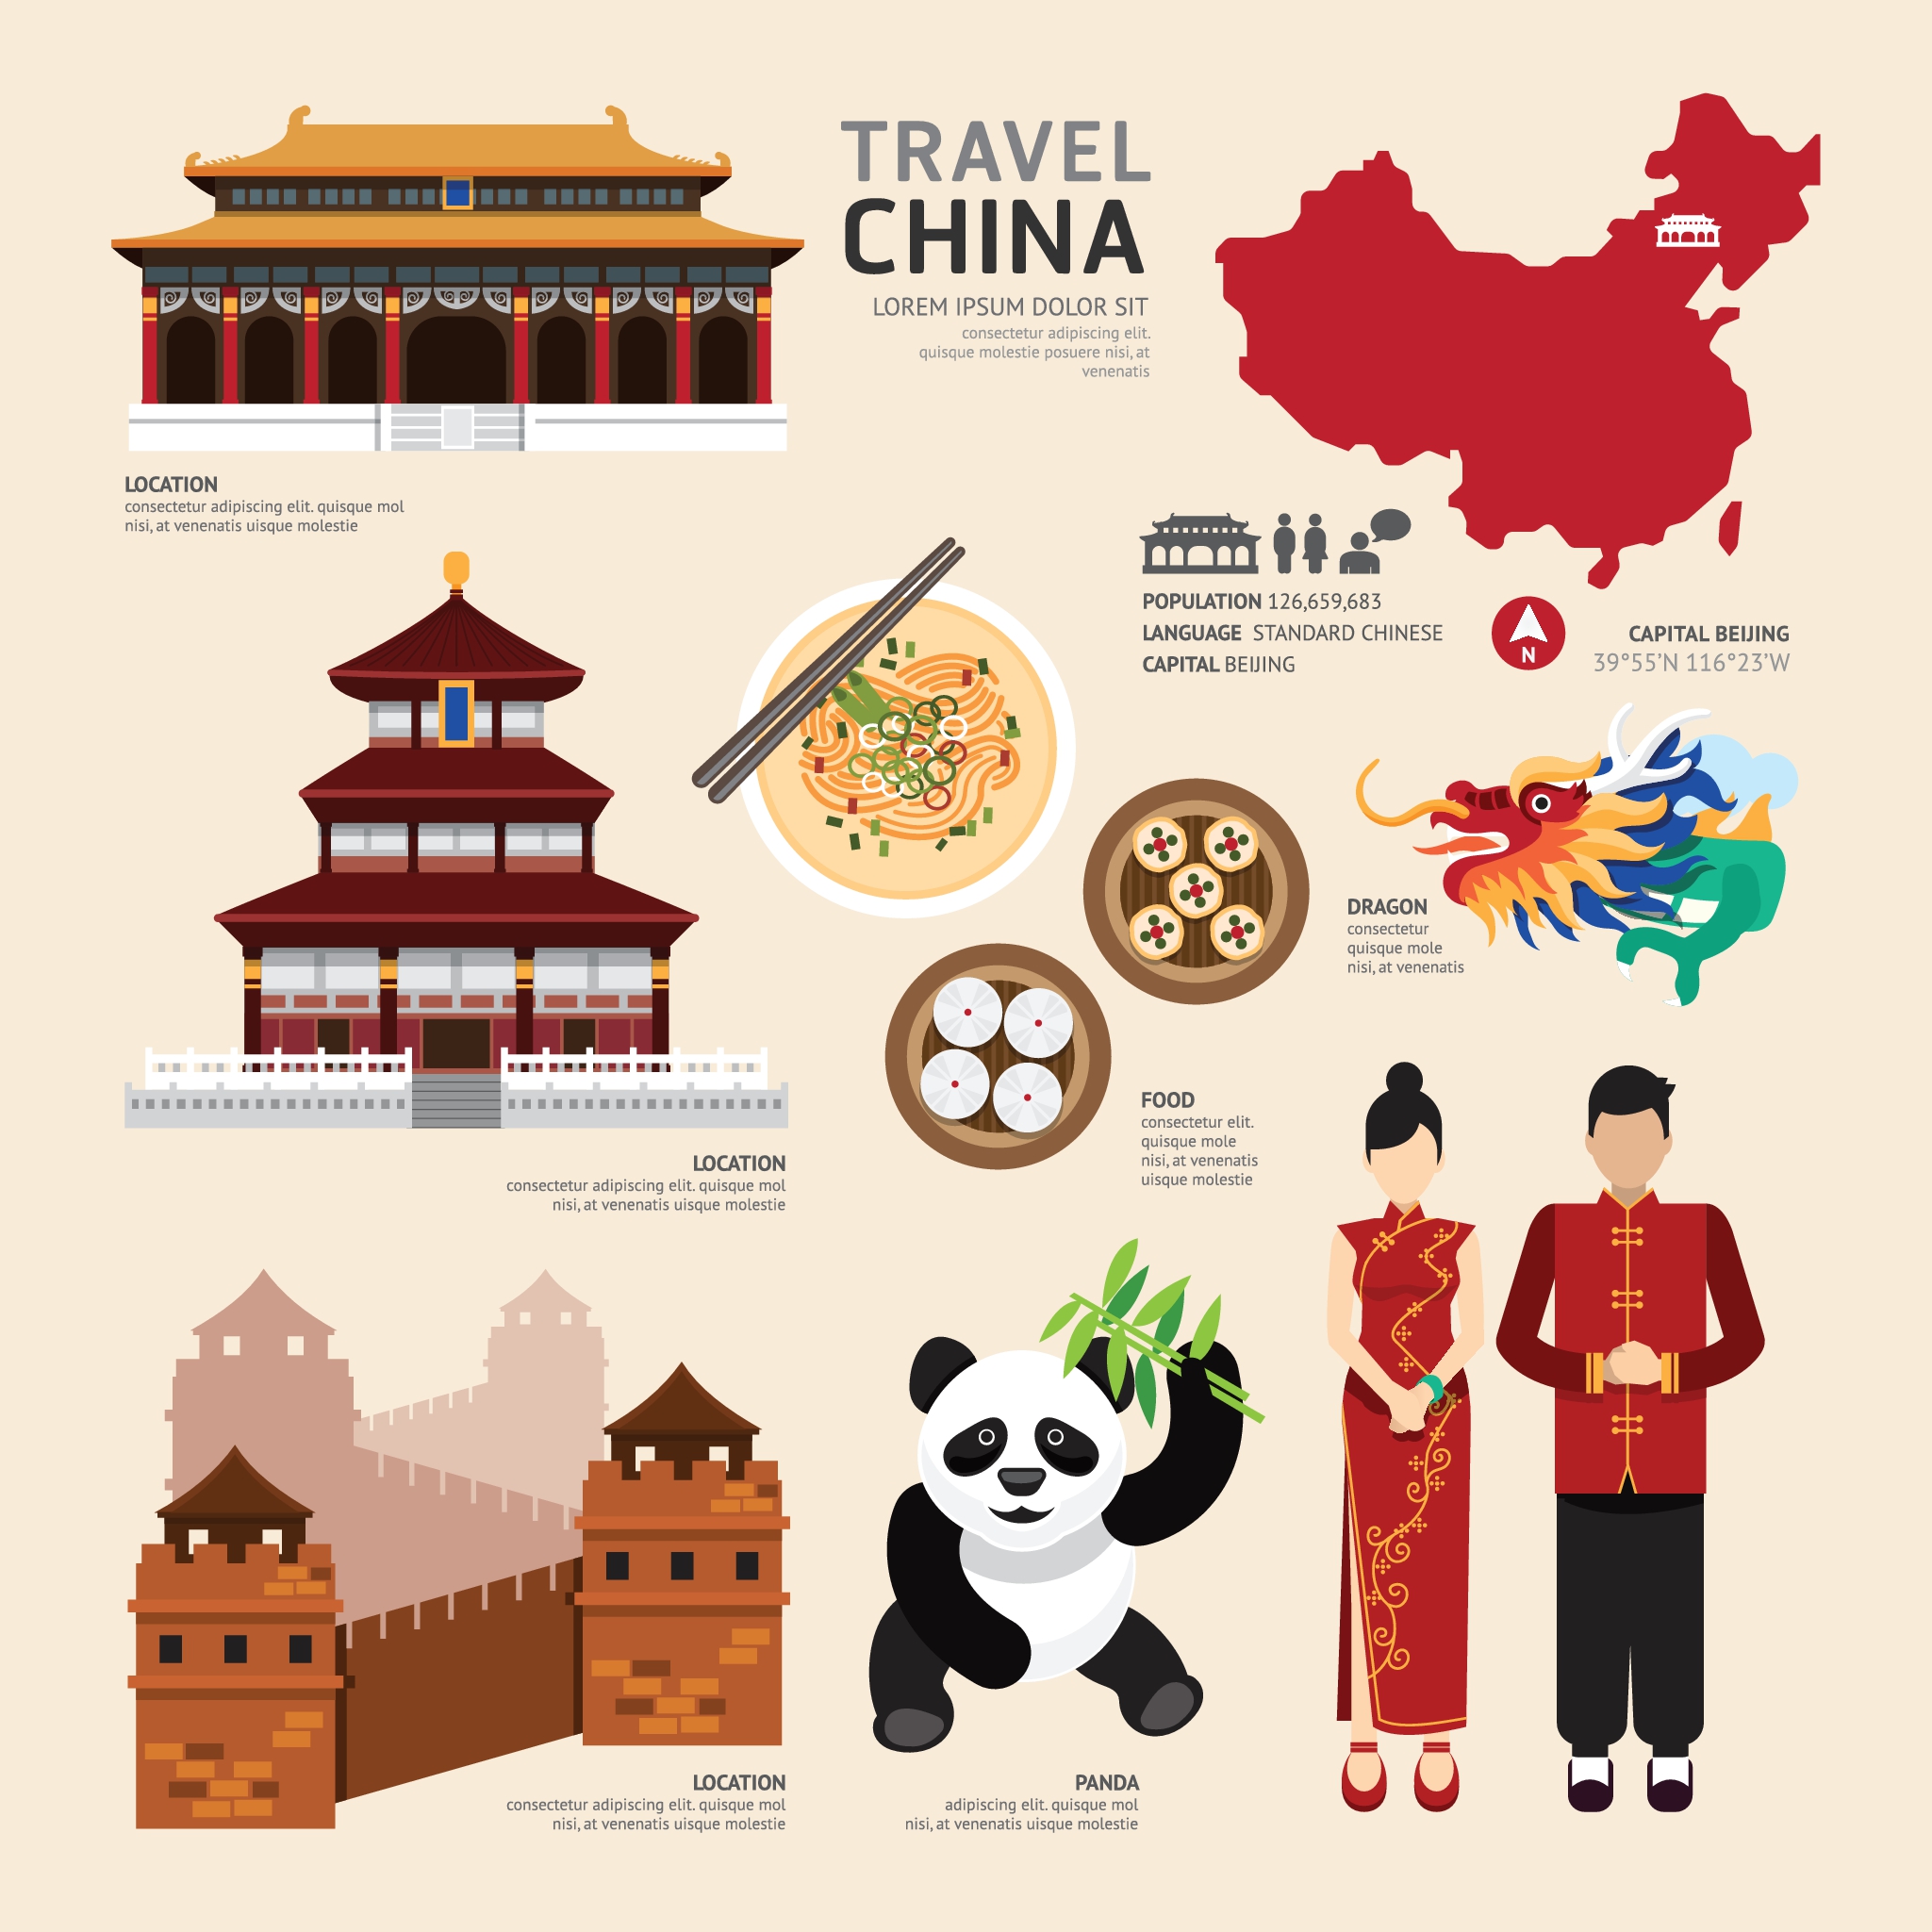 TRAVEL
CHINA
LOREM IPSUM DOLOR SIT
consectetur adipiscing elit.
quisque molestie posuere nisi, at
venenatis
LOCATION
consectetur adipiscing elit. quisque mol
nisi, at venenatis uisque molestie
POPULATION 126,659,683
LANGUAGE STANDARD CHINESE
CAPITAL BEIJING
N
CAPITAL BEIJING
39°55’N 116°23’W
DRAGON
consectetur
quisque mole
nisi, at venenatis
FOOD
consectetur elit.
quisque mole
nisi, at venenatis
uisque molestie
LOCATION
consectetur adipiscing elit. quisque mol
nisi, at venenatis uisque molestie
LOCATION
consectetur adipiscing elit. quisque mol
nisi, at venenatis uisque molestie
PANDA
adipiscing elit. quisque mol
nisi, at venenatis uisque molestie